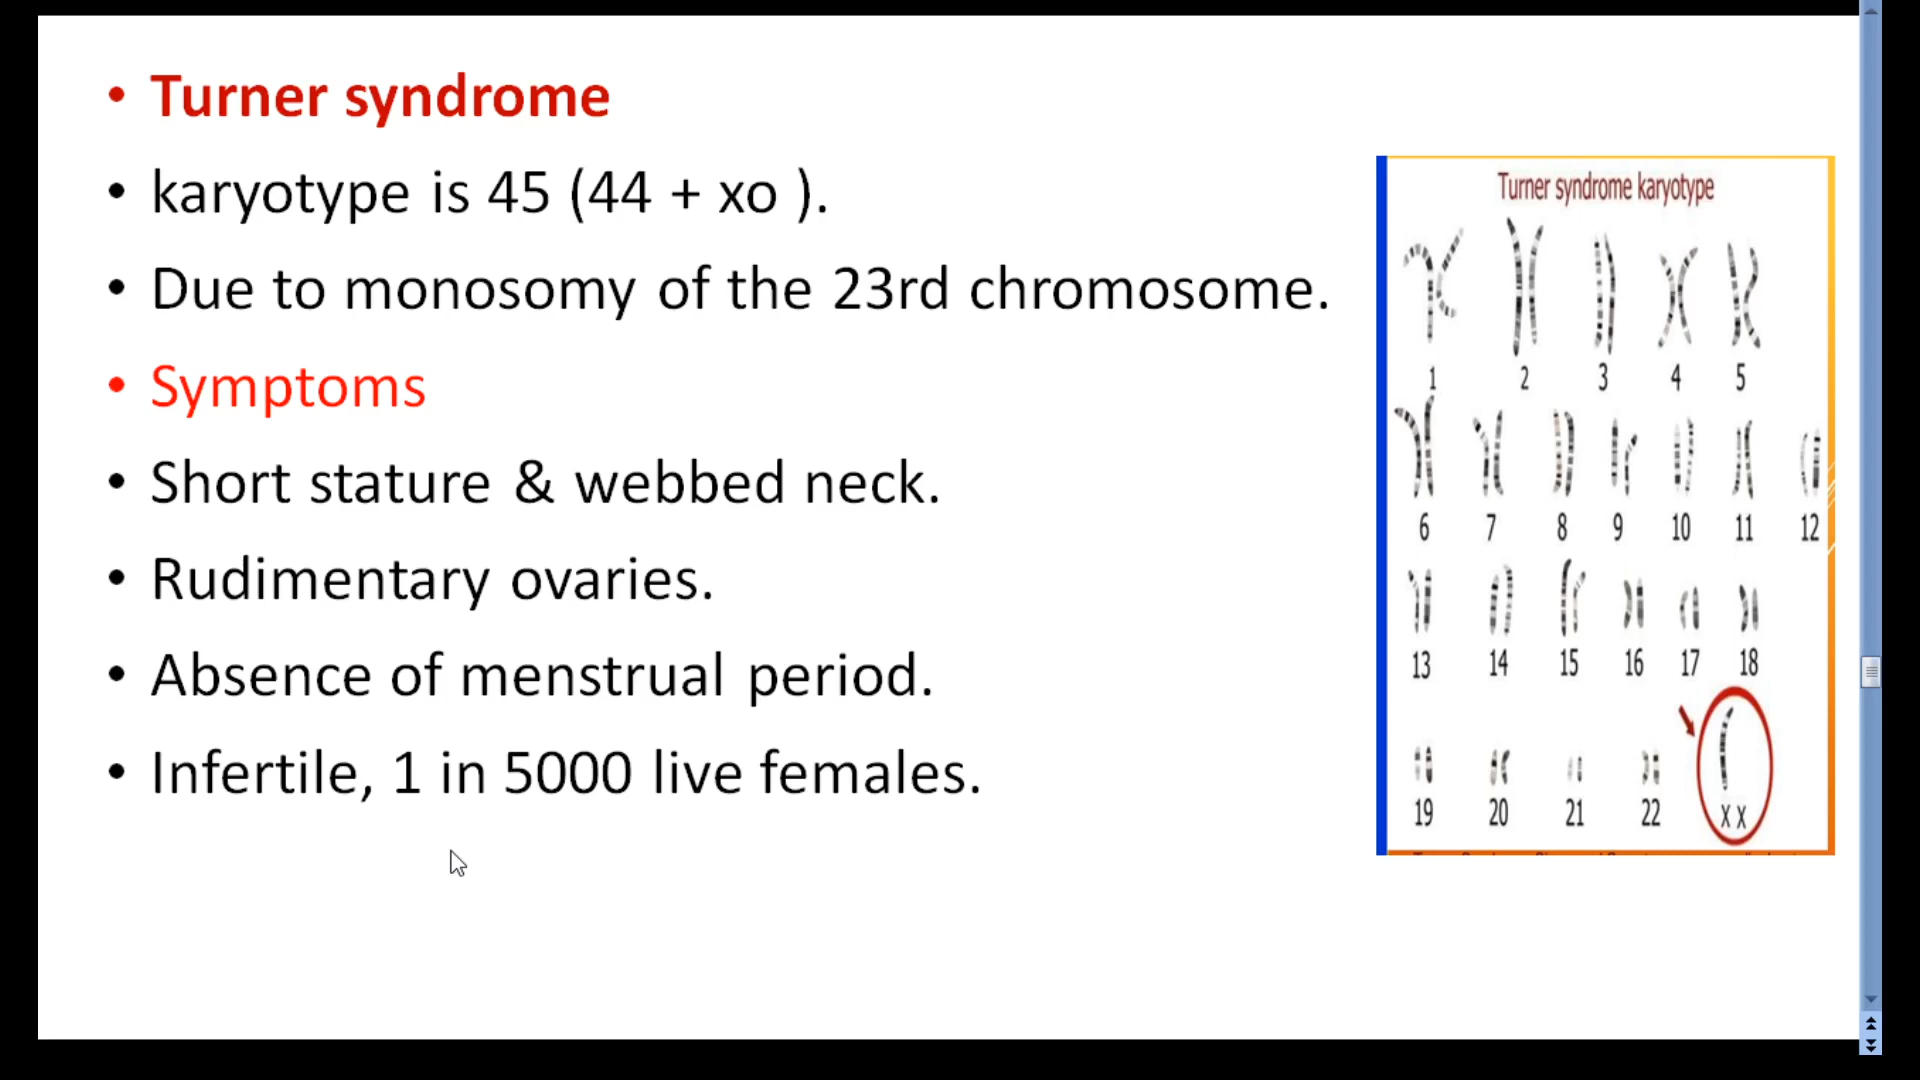 • Turner syndrome
• karyotype is 45 (44 + xo ).
• Due to monosomy of the 23rd chromosome.
• Symptoms
• Short stature & webbed neck.
• Rudimentary ovaries.
• Absence of menstrual period.
• Infertile, 1 in 5000 live females.
Turner syndrome karyotype
1 2 3 4 5
6 7 8 9 10 11 12
13 14 15 16 17 18
19 20 21 22 X X